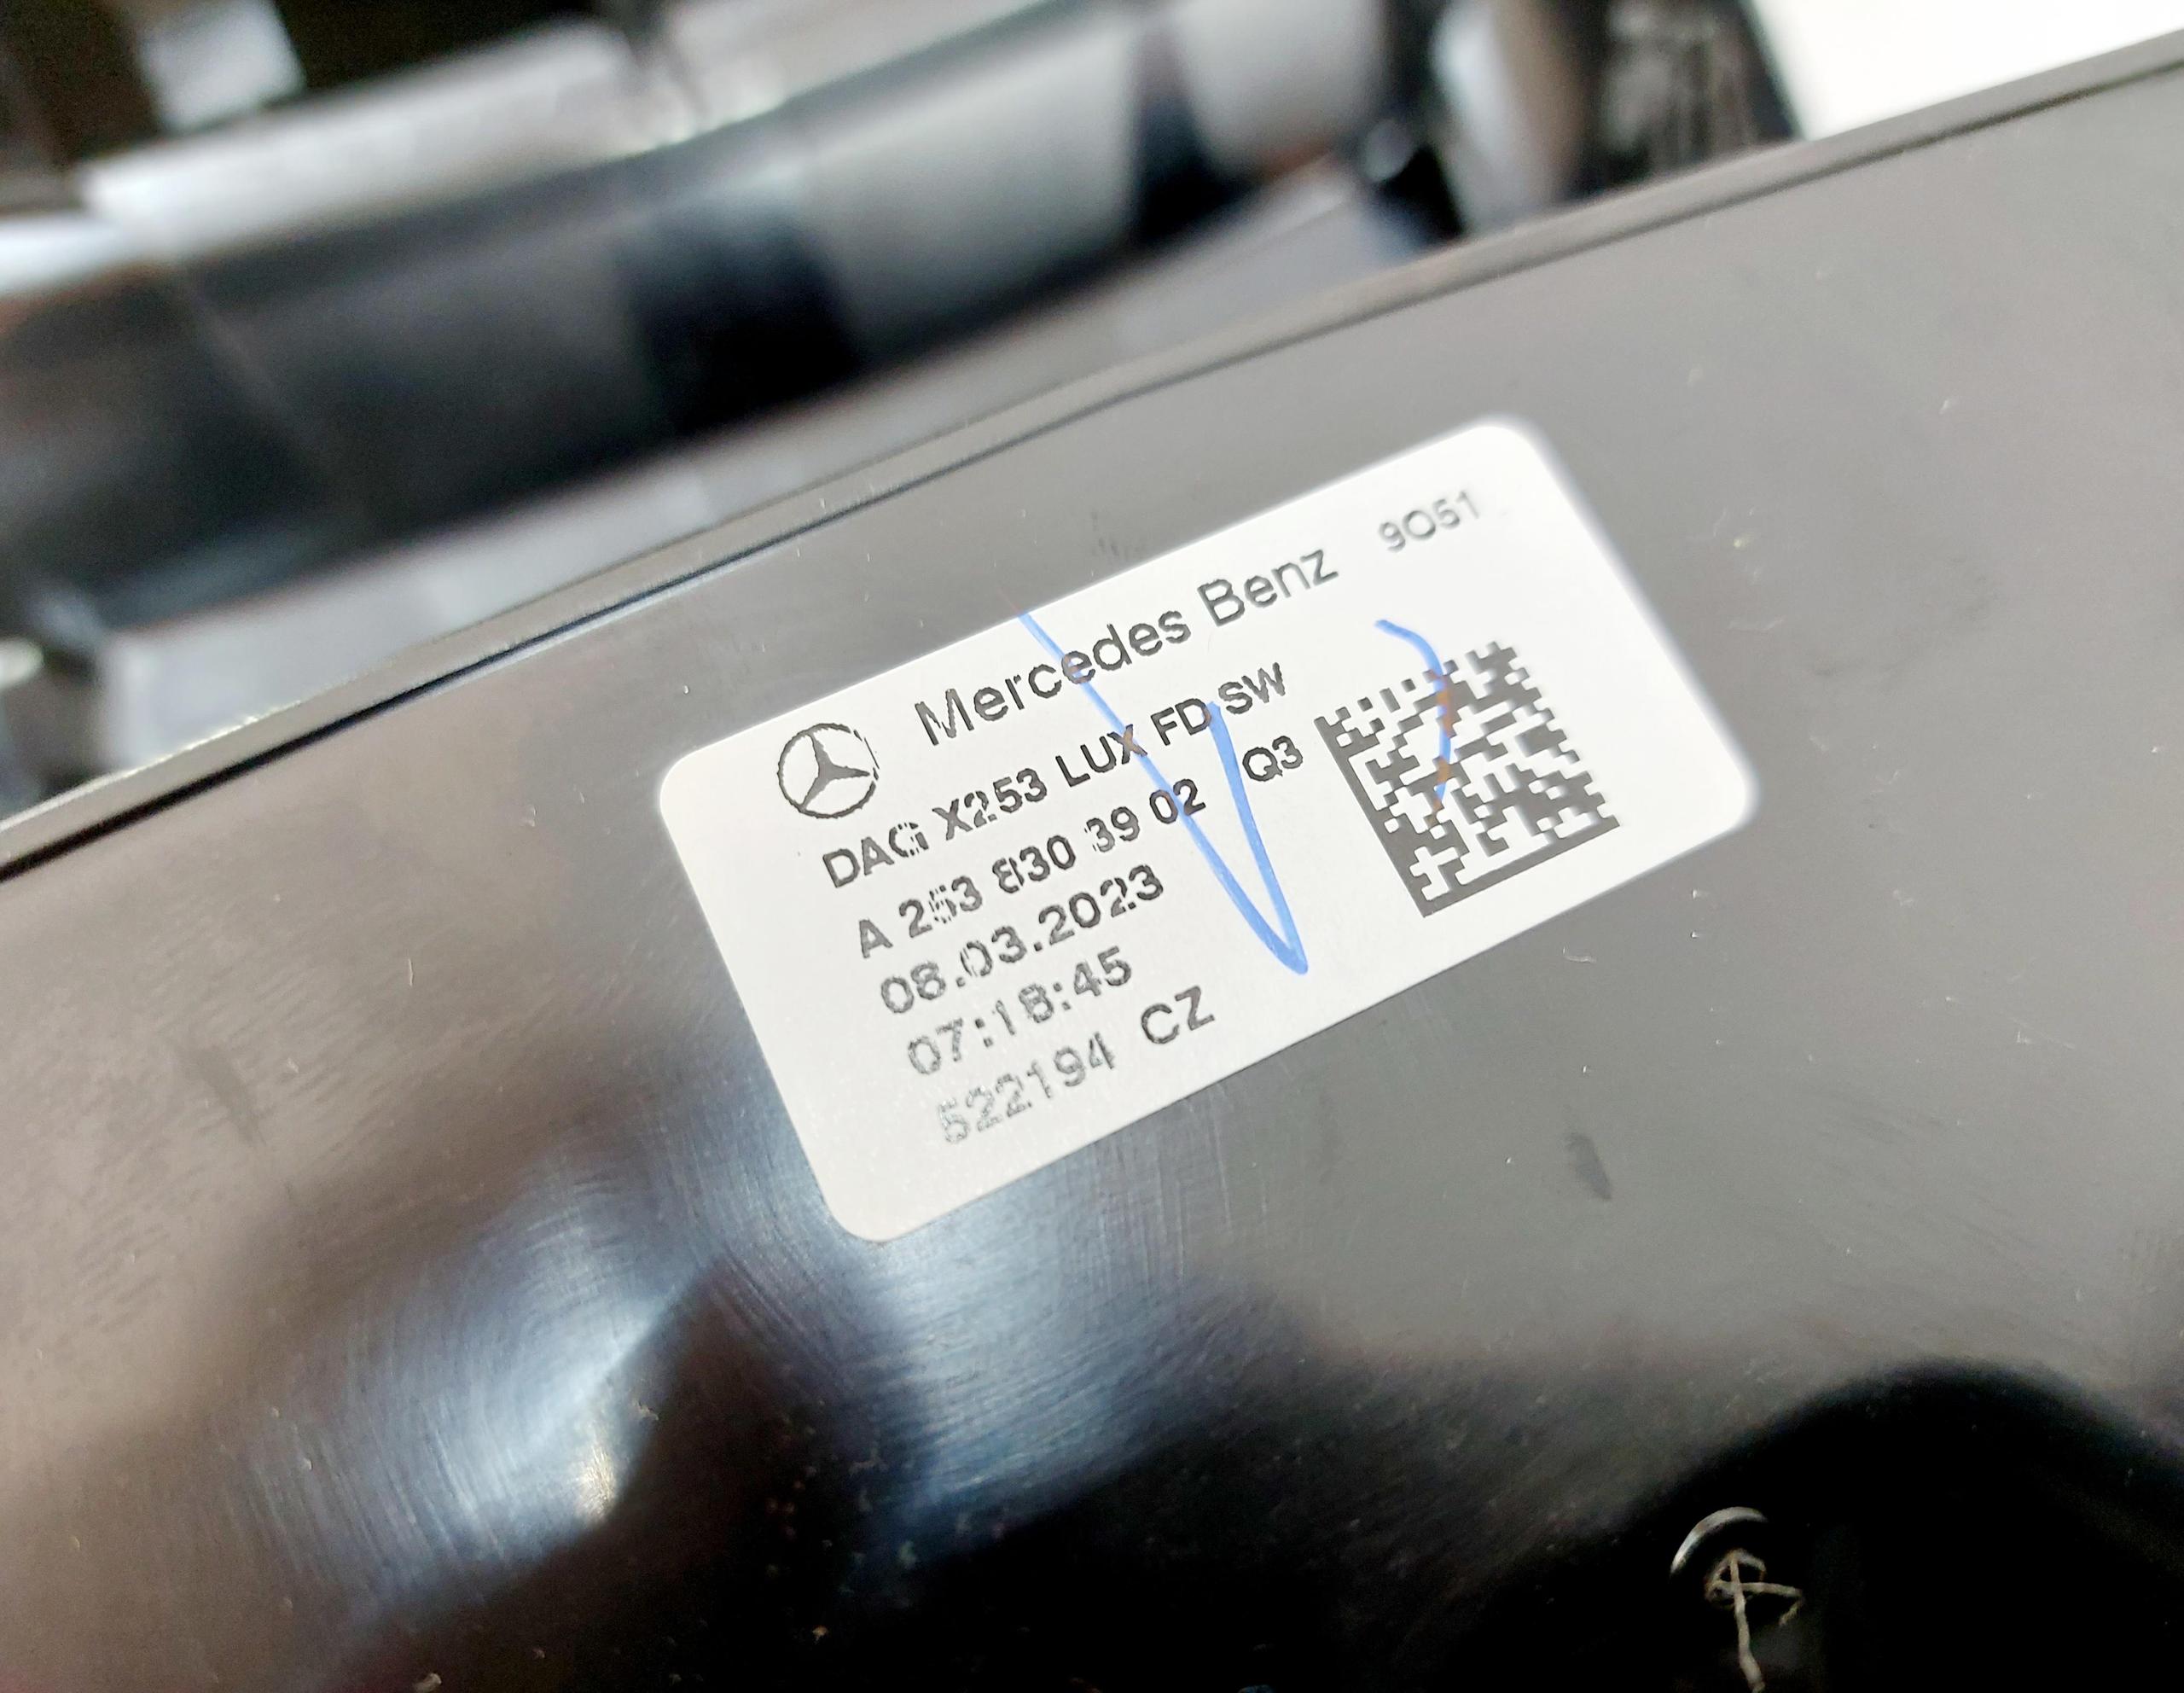 Mercedes Benz 9051
DAG X253 LUX FD SW
A 253 830 39 02 Q3
08.03.2023
07:18:45
522194 CZ